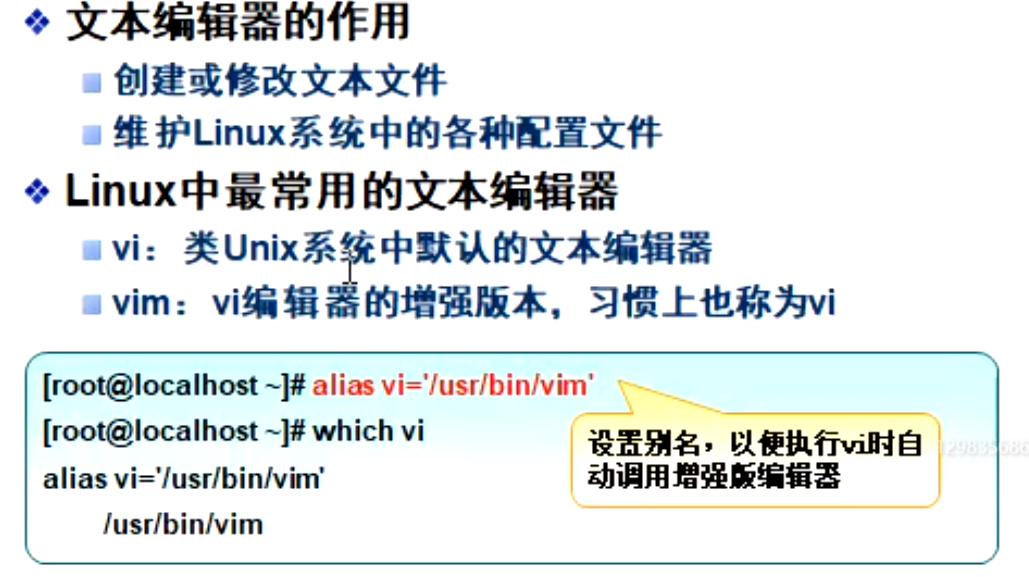 文本编辑器的作用
创建或修改文本文件
维护Linux系统中的各种配置文件
Linux中最常用的文本编辑器
vi：类Unix系统中默认的文本编辑器
vim：vi编辑器的增强版本，习惯上也称为vi
[root@localhost ~]# alias vi='/usr/bin/vim'
[root@localhost ~]# which vi
alias vi='/usr/bin/vim'
/usr/bin/vim
设置别名，以便执行vi时自
动调用增强版编辑器